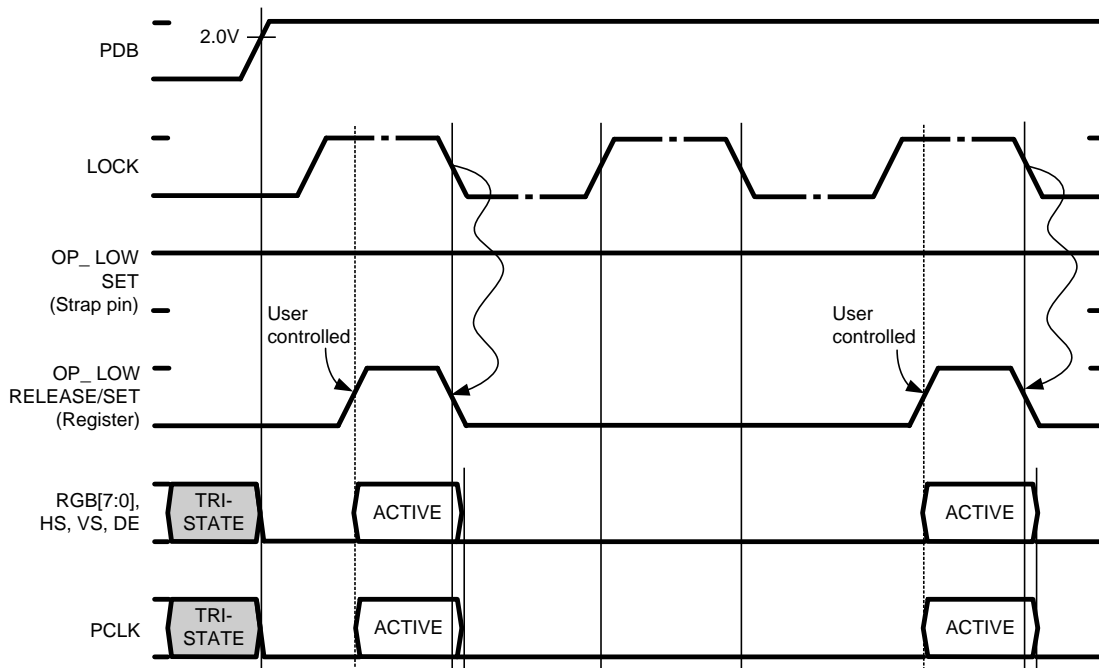 2.0V
PDB
LOCK
OP_ LOW
SET
(Strap pin)
User
controlled
User
controlled
OP_ LOW
RELEASE/SET
(Register)
RGB[7:0],
HS, VS, DE
TRI-
STATE
ACTIVE
ACTIVE
PCLK
TRI-
STATE
ACTIVE
ACTIVE